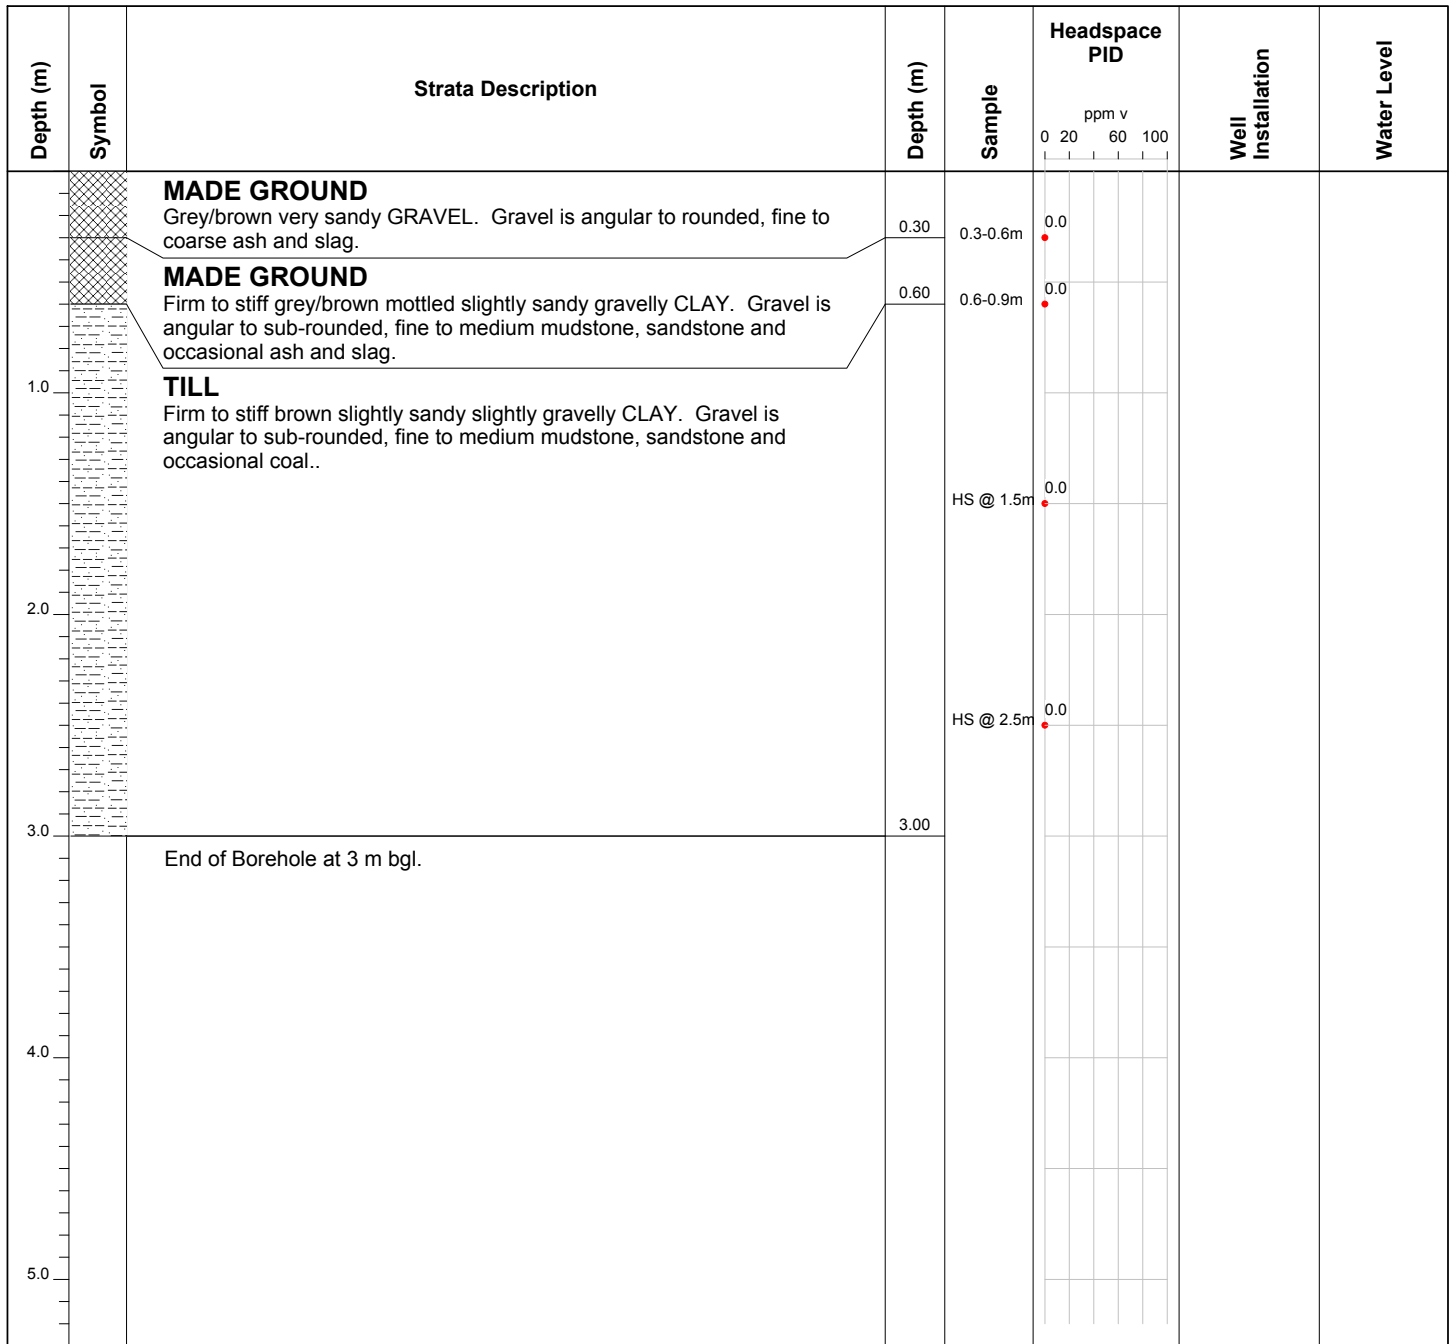 Depth (m)
Symbol
Strata Description
Depth (m)
Sample
Headspace
PID
ppm v
0 20 60 100
Well
Installation
Water Level
MADE GROUND
Grey/brown very sandy GRAVEL. Gravel is angular to rounded, fine to
coarse ash and slag.
0.30
0.3-0.6m
0.0
MADE GROUND
Firm to stiff grey/brown mottled slightly sandy gravelly CLAY. Gravel is
angular to sub-rounded, fine to medium mudstone, sandstone and
occasional ash and slag.
0.60
0.6-0.9m
0.0
1.0
TILL
Firm to stiff brown slightly sandy slightly gravelly CLAY. Gravel is
angular to sub-rounded, fine to medium mudstone, sandstone and
occasional coal..
HS @ 1.5m
0.0
2.0
HS @ 2.5m
0.0
3.0
3.00
End of Borehole at 3 m bgl.
4.0
5.0